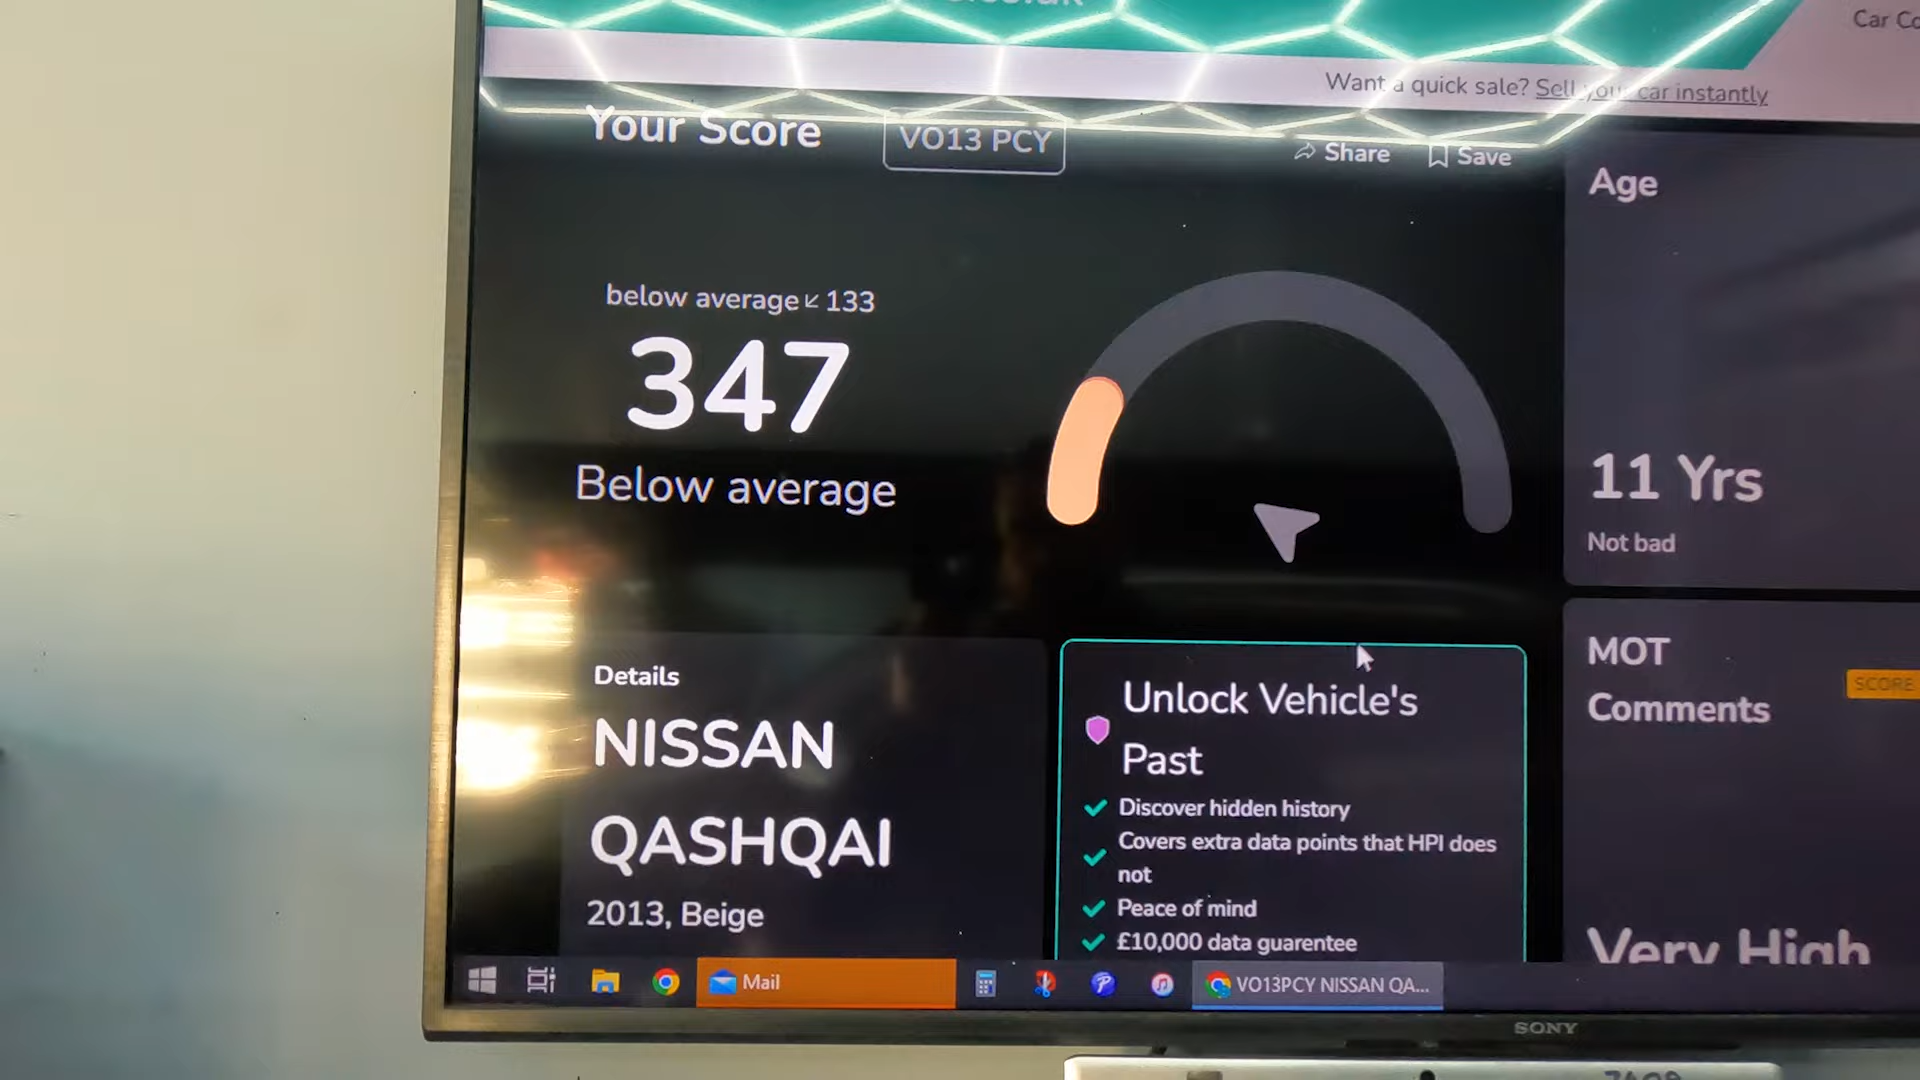 Car
Want a quick sale? Sell your car instantly
Your Score
VO13 PCY
Share
Save
Age
below average ↙ 133
347
Below average
11 Yrs
Not bad
Details
NISSAN
QASHQAI
2013, Beige
Unlock Vehicle's
Past
Discover hidden history
Covers extra data points that HPI does
not
Peace of mind
£10,000 data guarentee
MOT
Comments
SCORE
Very High
Mail
VO13PCY NISSAN QA...
SONY